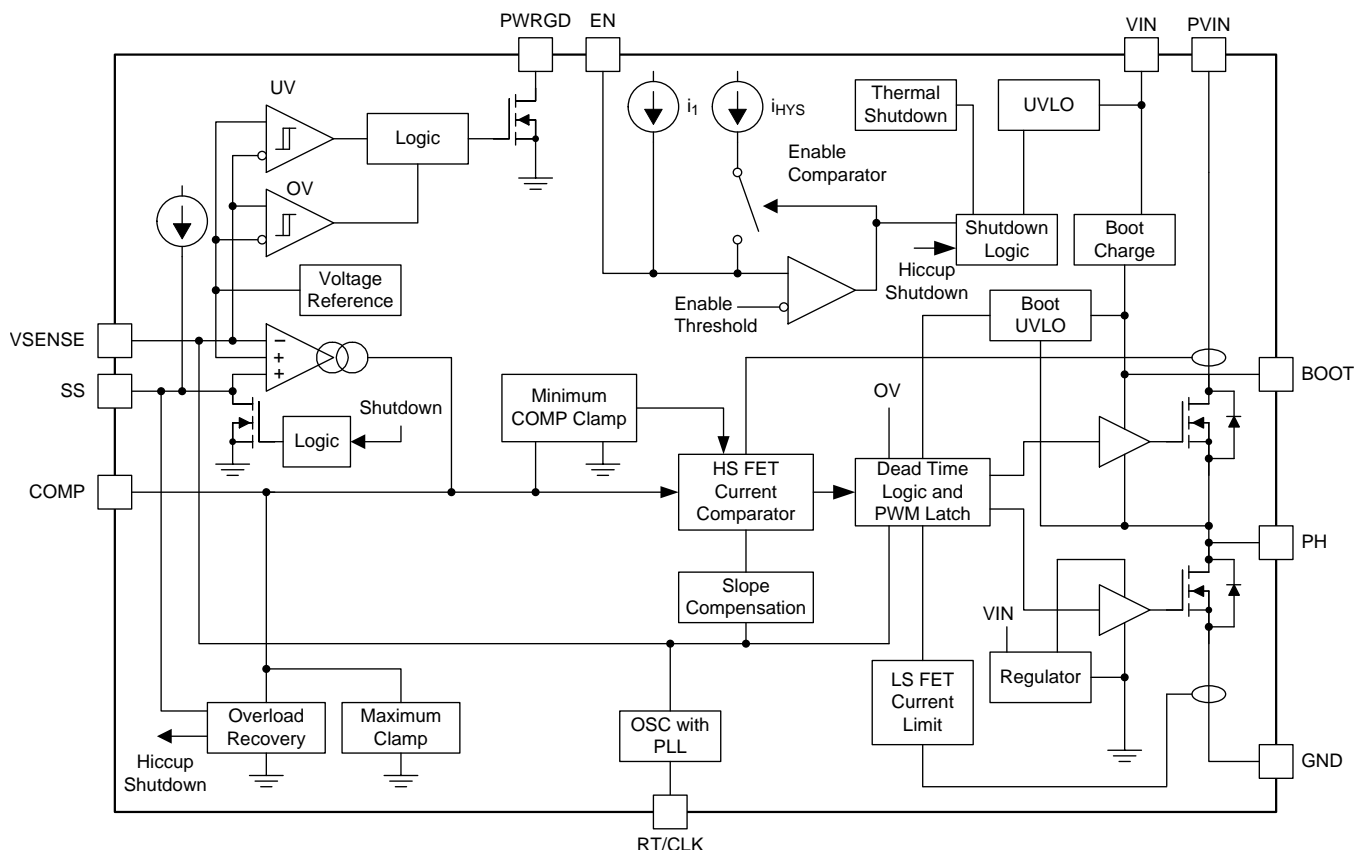 PWRGD
EN
VIN
PVIN
UV
i1
iHYS
Thermal
Shutdown
UVLO
Logic
Enable
Comparator
OV
Shutdown
Logic
Boot
Charge
Hiccup
Shutdown
Voltage
Reference
Enable
Threshold
Boot
UVLO
VSENSE
−
+
+
SS
BOOT
Shutdown
Logic
Minimum
COMP Clamp
OV
COMP
HS FET
Current
Comparator
Dead Time
Logic and
PWM Latch
PH
Slope
Compensation
VIN
Regulator
LS FET
Current
Limit
Overload
Recovery
Maximum
Clamp
OSC with
PLL
Hiccup
Shutdown
GND
RT/CLK